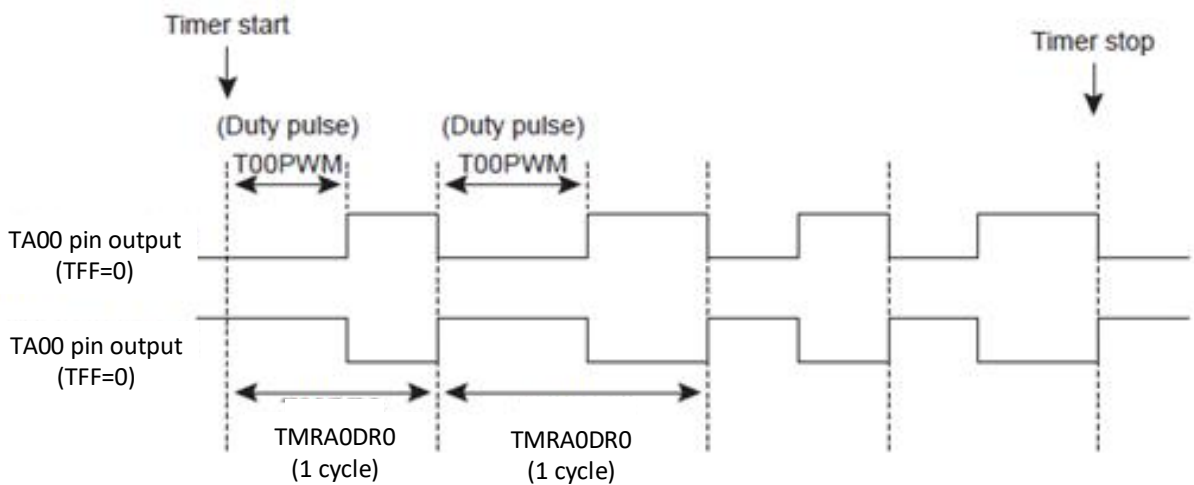 Timer start
Timer stop
(Duty pulse)
T00PWM
(Duty pulse)
T00PWM
TA00 pin output
(TFF=0)
TA00 pin output
(TFF=0)
TMRA0DR0
(1 cycle)
TMRA0DR0
(1 cycle)